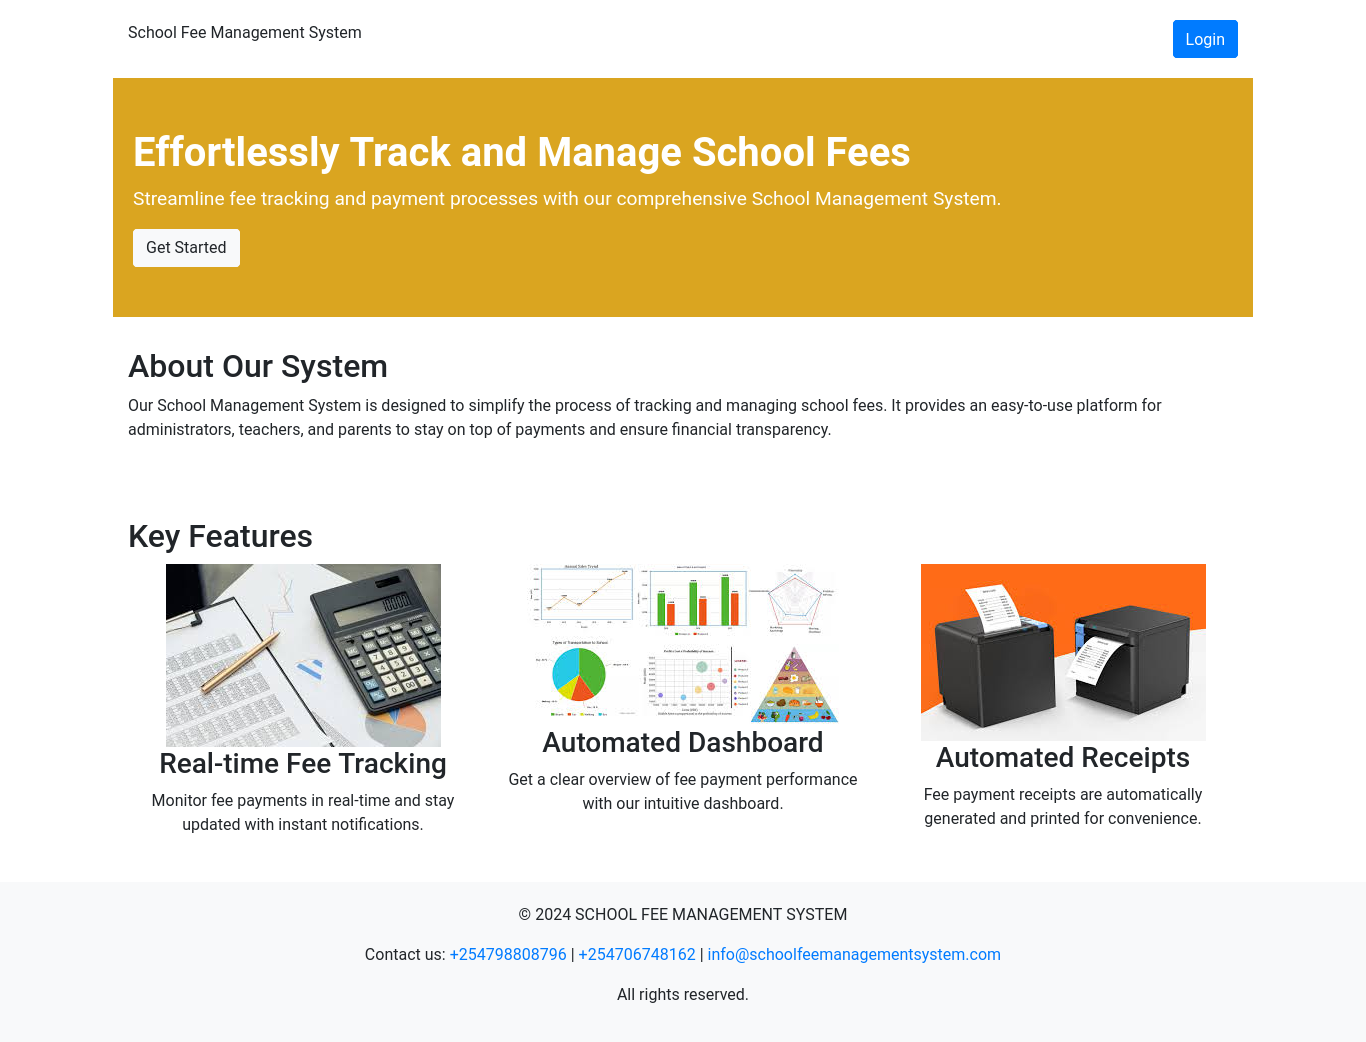 School Fee Management System
Login
Effortlessly Track and Manage School Fees
Streamline fee tracking and payment processes with our comprehensive School Management System.
Get Started
About Our System
Our School Management System is designed to simplify the process of tracking and managing school fees. It provides an easy-to-use platform for
administrators, teachers, and parents to stay on top of payments and ensure financial transparency.
Key Features
Real-time Fee Tracking
Monitor fee payments in real-time and stay
updated with instant notifications.
Automated Dashboard
Get a clear overview of fee payment performance
with our intuitive dashboard.
Automated Receipts
Fee payment receipts are automatically
generated and printed for convenience.
© 2024 SCHOOL FEE MANAGEMENT SYSTEM
Contact us: +254798808796 | +254706748162 | info@schoolfeemanagementsystem.com
All rights reserved.